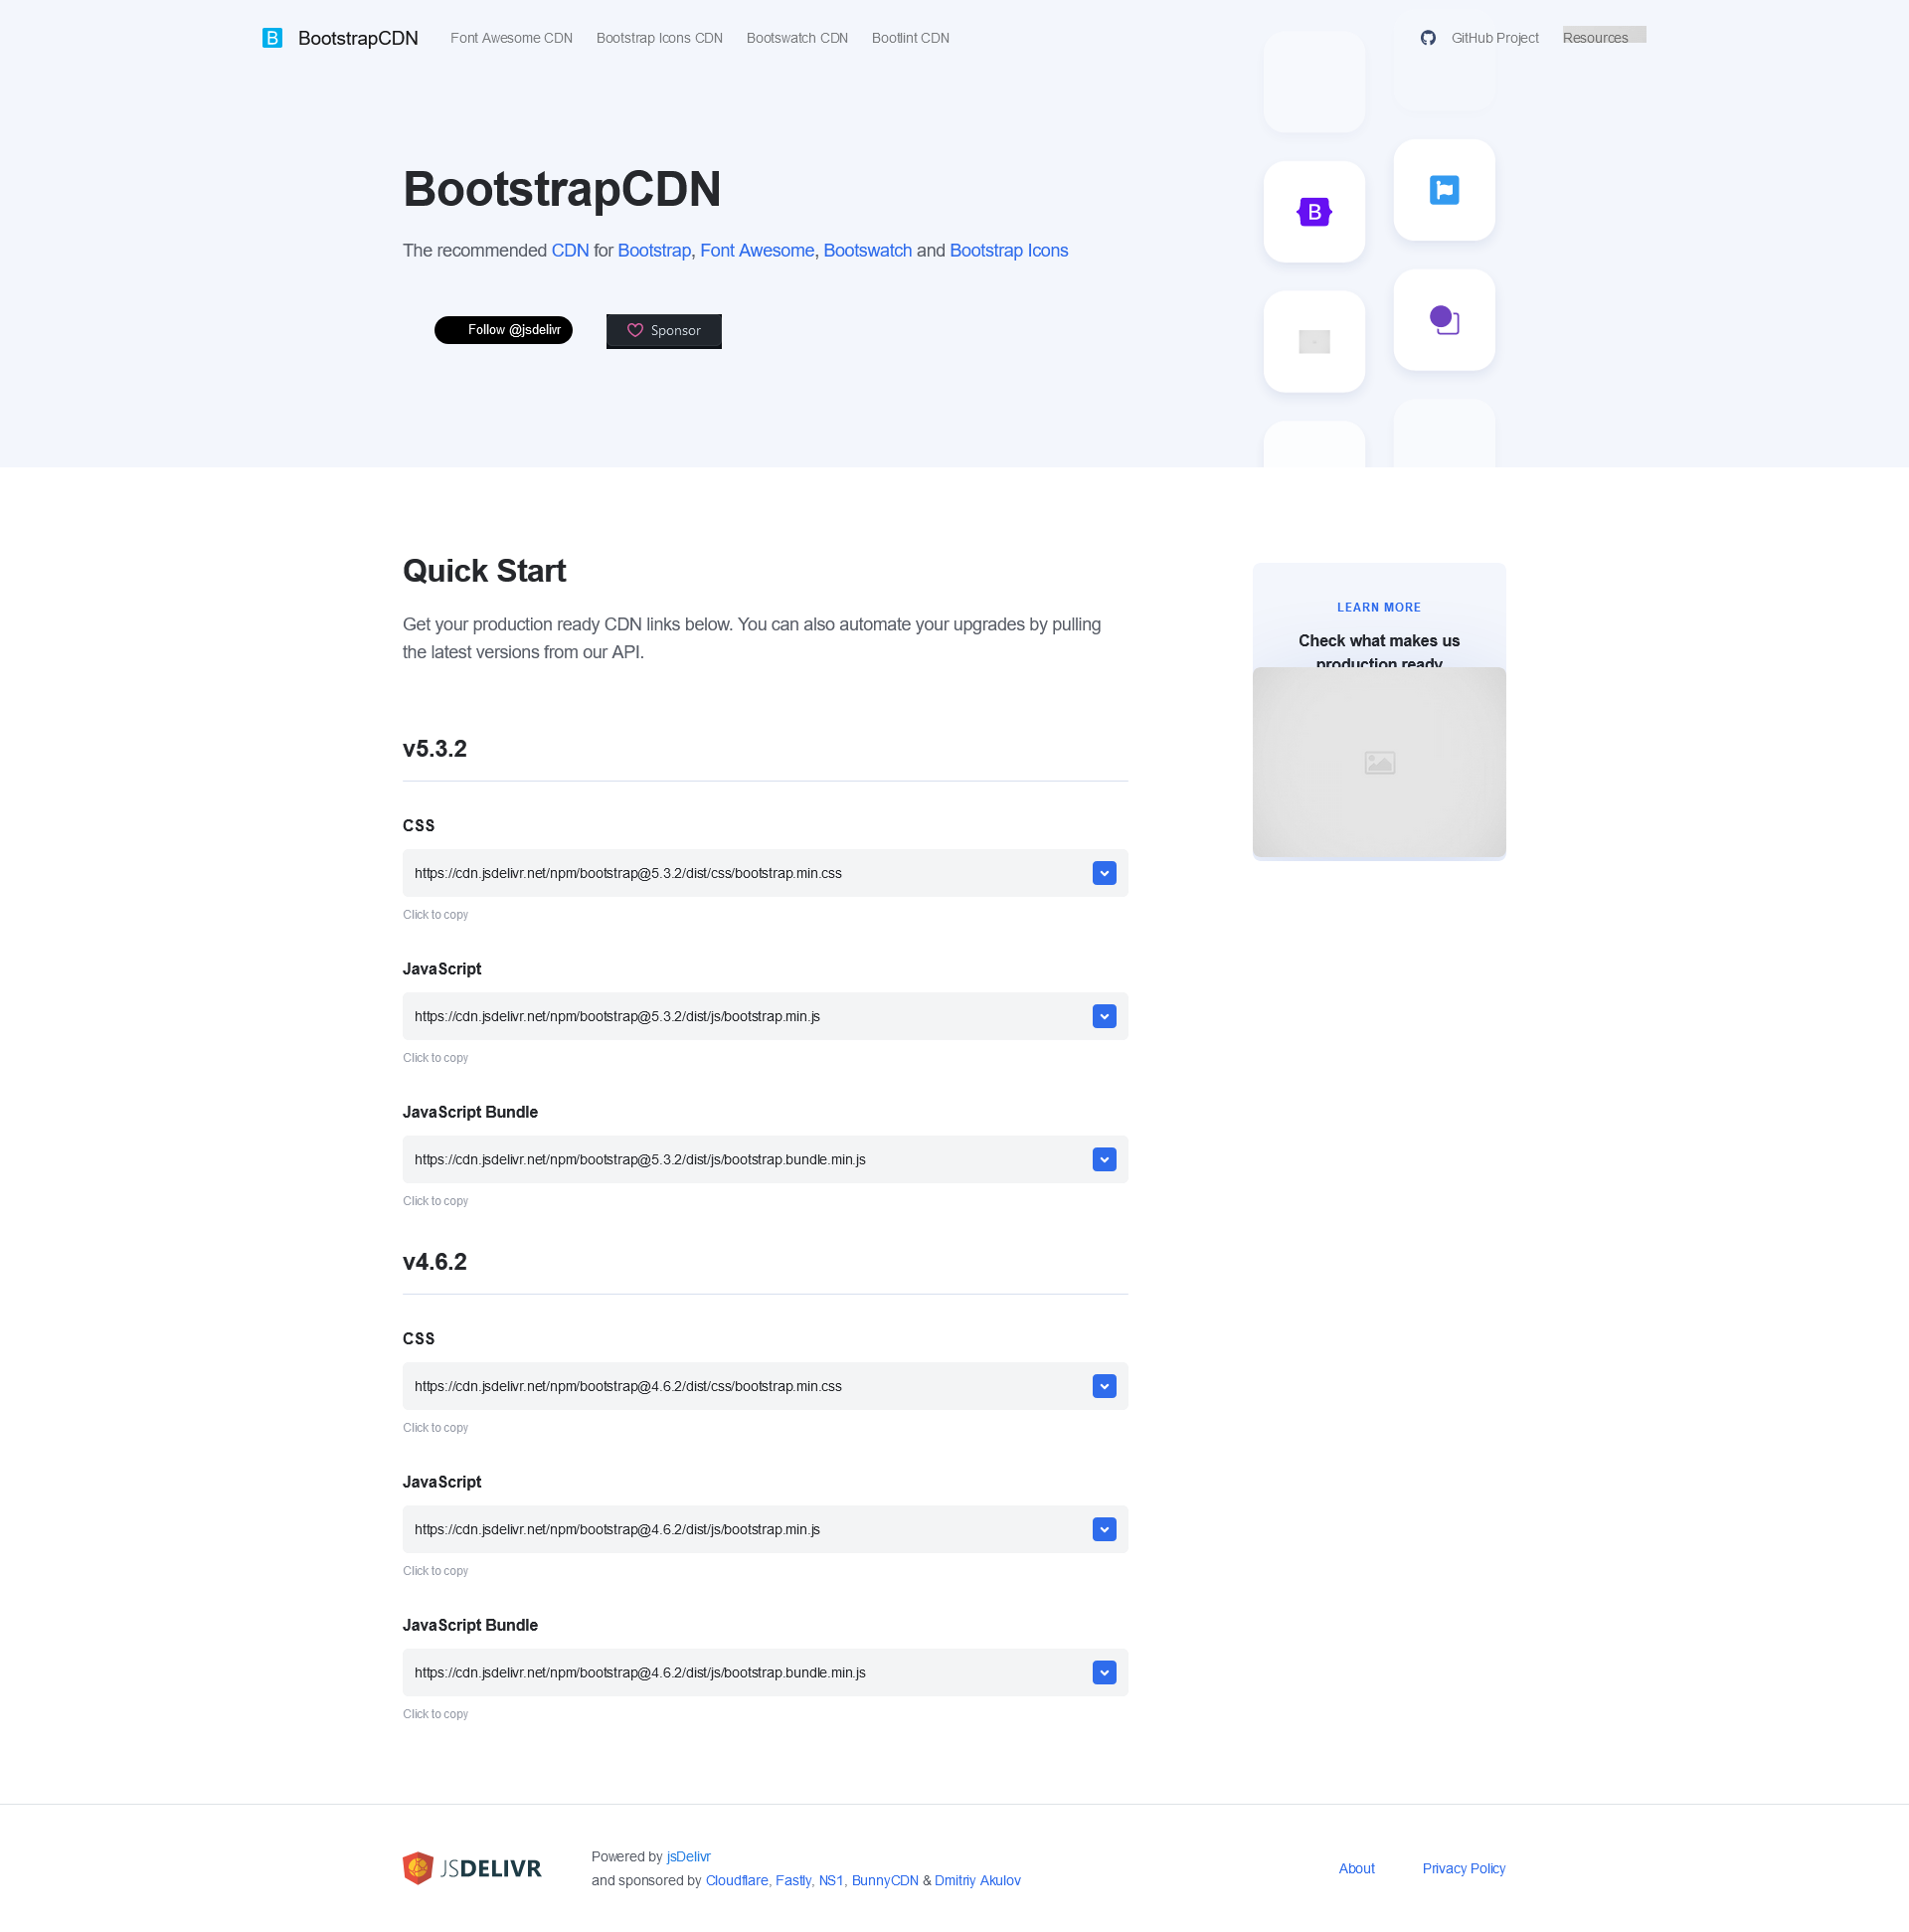 BootstrapCDN
Font Awesome CDN
Bootstrap Icons CDN
Bootswatch CDN
Bootlint CDN
GitHub Project
Resources
BootstrapCDN
The recommended CDN for Bootstrap, Font Awesome, Bootswatch and Bootstrap Icons
Follow @jsdelivr
Sponsor
Quick Start
Get your production ready CDN links below. You can also automate your upgrades by pulling
the latest versions from our API.
LEARN MORE
Check what makes us
production ready
v5.3.2
CSS
https://cdn.jsdelivr.net/npm/bootstrap@5.3.2/dist/css/bootstrap.min.css
Click to copy
JavaScript
https://cdn.jsdelivr.net/npm/bootstrap@5.3.2/dist/js/bootstrap.min.js
Click to copy
JavaScript Bundle
https://cdn.jsdelivr.net/npm/bootstrap@5.3.2/dist/js/bootstrap.bundle.min.js
Click to copy
v4.6.2
CSS
https://cdn.jsdelivr.net/npm/bootstrap@4.6.2/dist/css/bootstrap.min.css
Click to copy
JavaScript
https://cdn.jsdelivr.net/npm/bootstrap@4.6.2/dist/js/bootstrap.min.js
Click to copy
JavaScript Bundle
https://cdn.jsdelivr.net/npm/bootstrap@4.6.2/dist/js/bootstrap.bundle.min.js
Click to copy
JSDELIVR
Powered by jsDelivr
and sponsored by Cloudflare, Fastly, NS1, BunnyCDN & Dmitriy Akulov
About
Privacy Policy